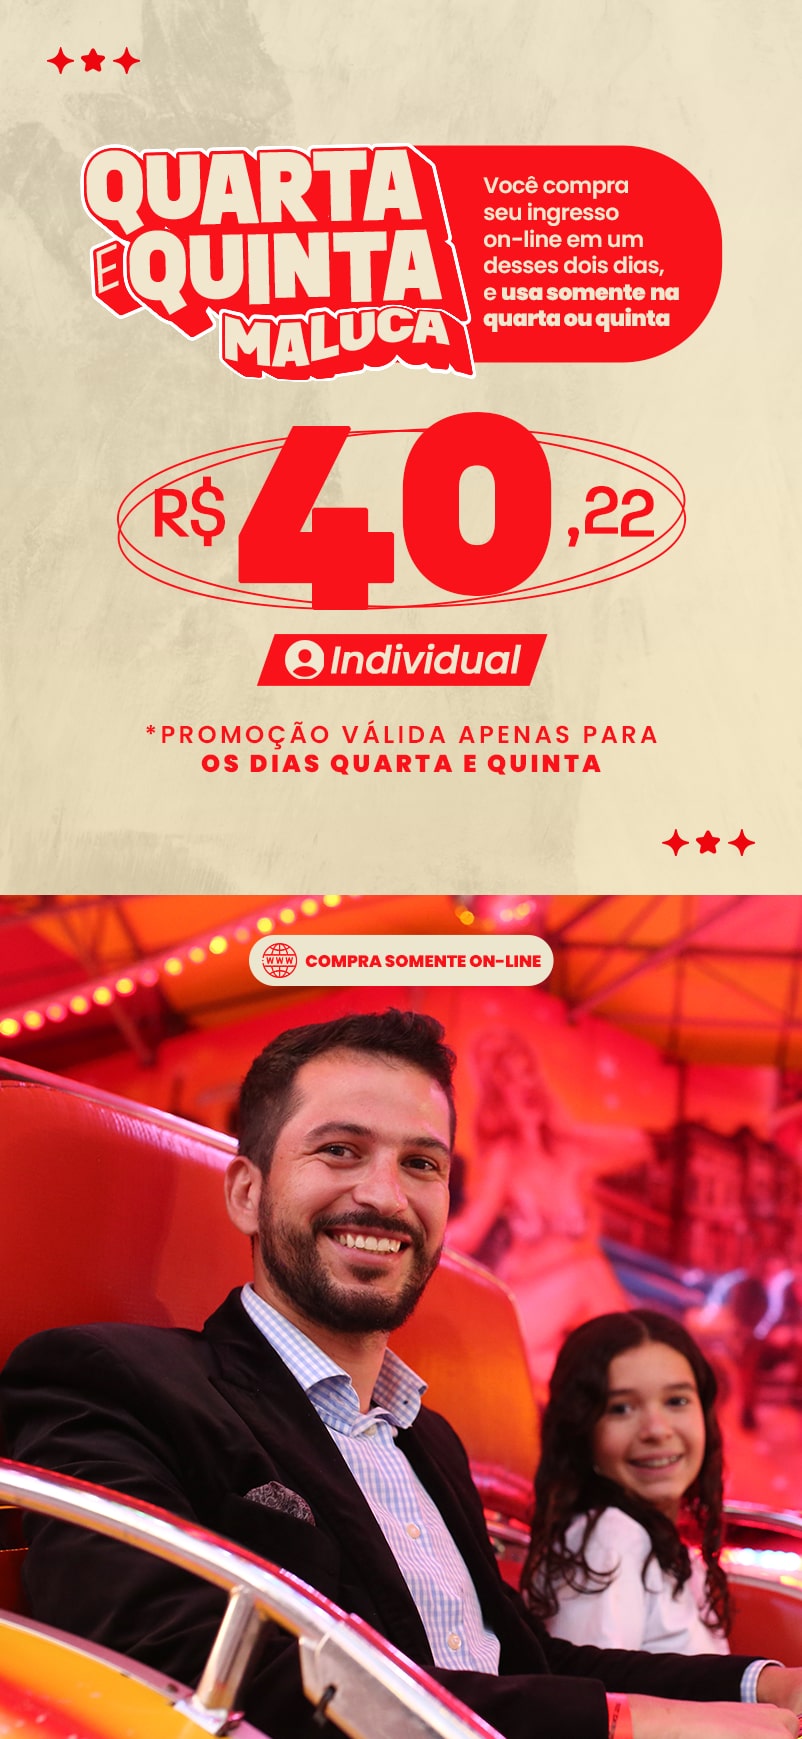 QUARTA
E QUINTA
MALUCA
Você compra
seu ingresso
on-line em um
desses dois dias,
e usa somente na
quarta ou quinta
R$ 40,22
Individual
*PROMOÇÃO VÁLIDA APENAS PARA
OS DIAS QUARTA E QUINTA
WWW COMPRA SOMENTE ON-LINE